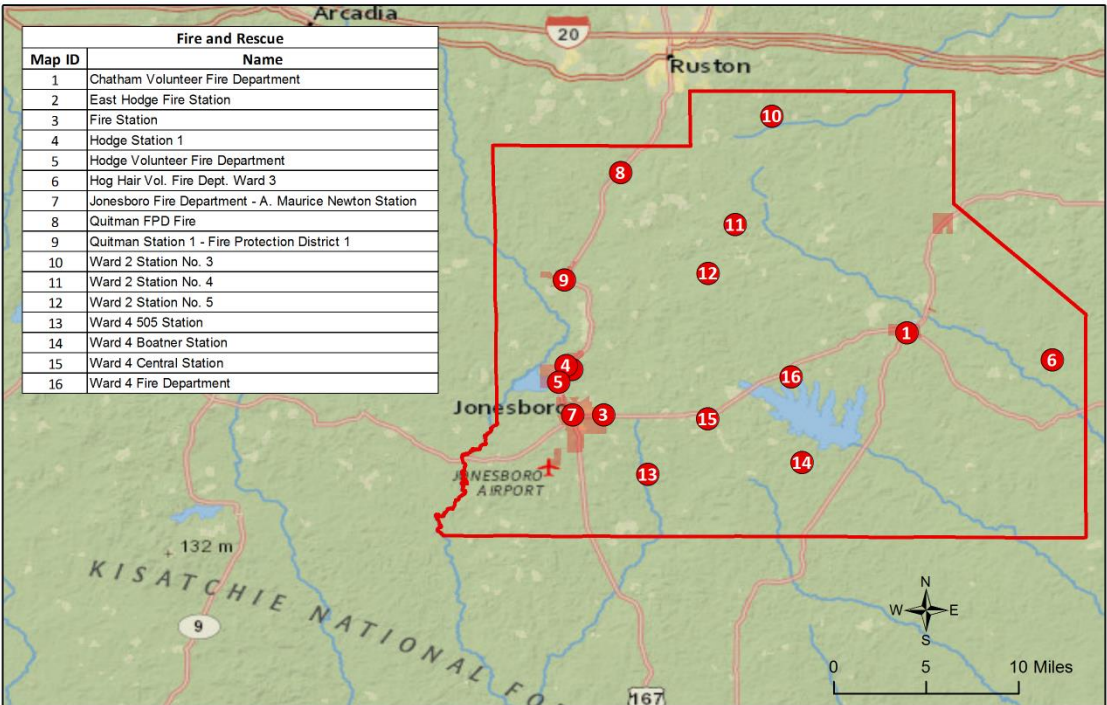 Arcadia
20
Ruston
Fire and Rescue
Map ID Name
1 Chatham Volunteer Fire Department
2 East Hodge Fire Station
3 Fire Station
4 Hodge Station 1
5 Hodge Volunteer Fire Department
6 Hog Hair Vol. Fire Dept. Ward 3
7 Jonesboro Fire Department - A. Maurice Newton Station
8 Quitman FPD Fire
9 Quitman Station 1 - Fire Protection District 1
10 Ward 2 Station No. 3
11 Ward 2 Station No. 4
12 Ward 2 Station No. 5
13 Ward 4 505 Station
14 Ward 4 Boatner Station
15 Ward 4 Central Station
16 Ward 4 Fire Department
10
8
11
12
9
1
6
4
16
5
Jonesboro 7 3
15
14
13
JONESBORO
AIRPORT
132 m
KISATCHIE NATIONAL FO
9
167
N
W E
S
0 5 10 Miles